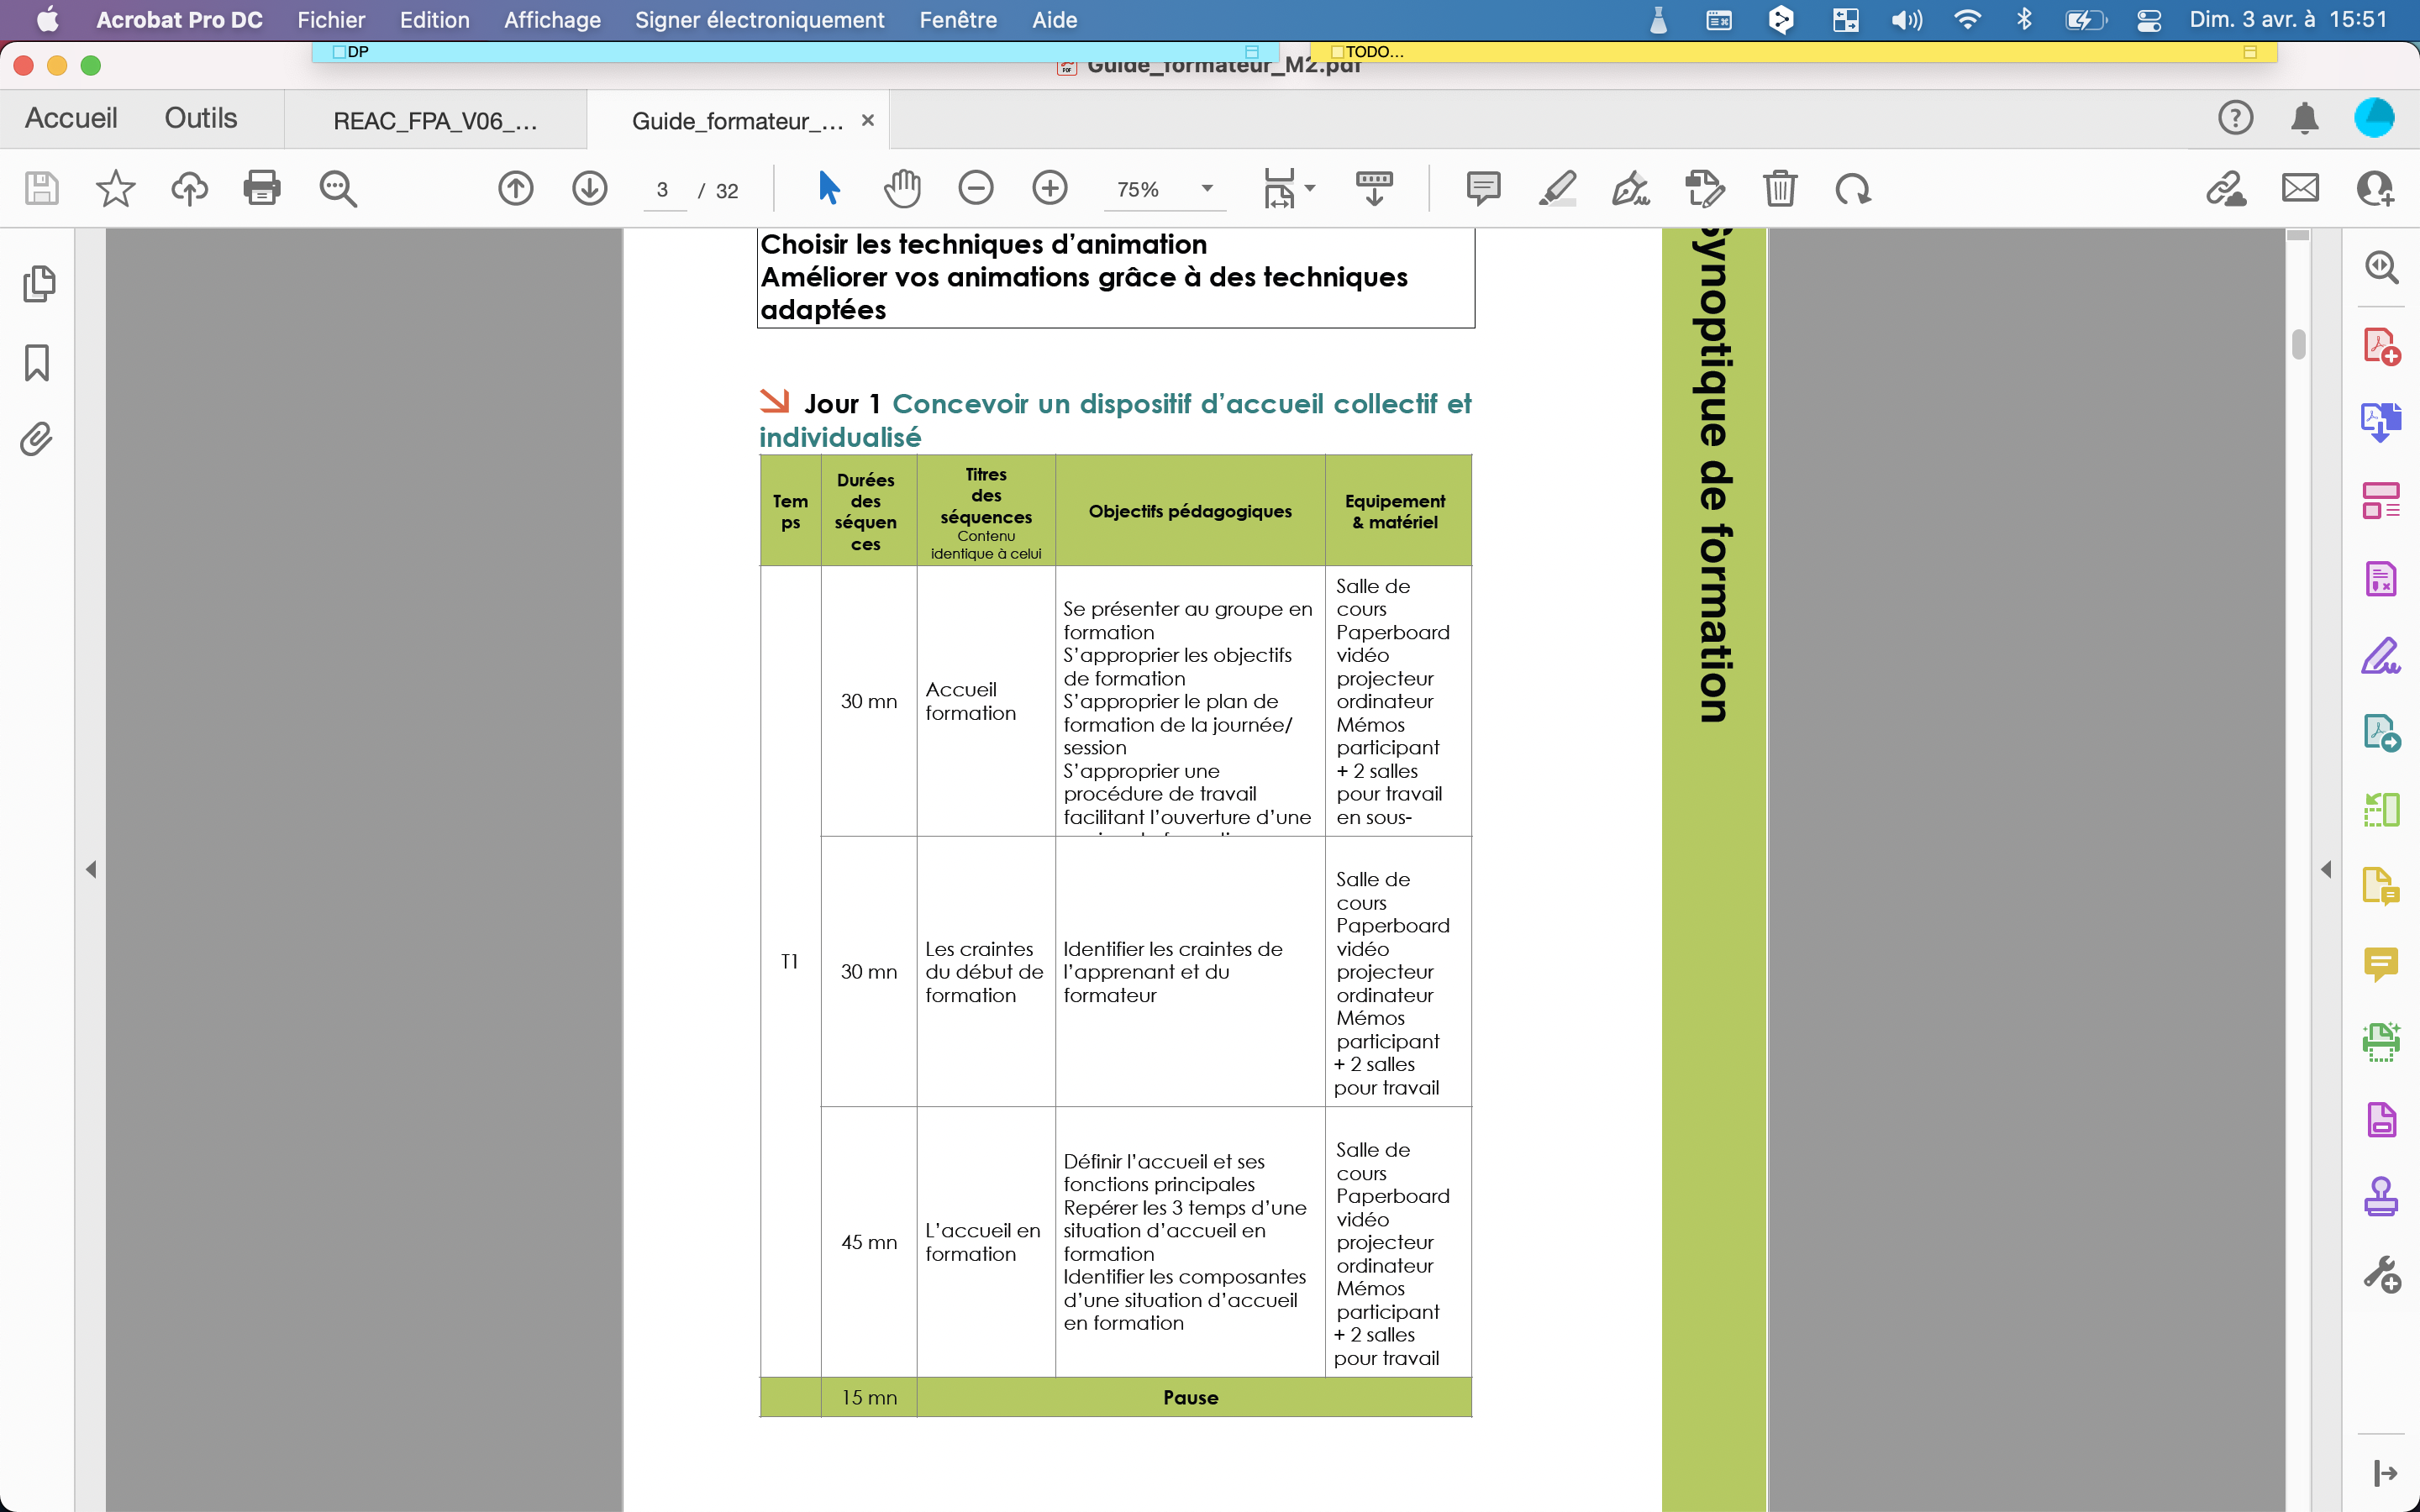 Acrobat Pro DC Fichier Edition Affichage Signer électroniquement Fenêtre Aide Dim. 3 avr. à 15:51
DP
TODO...
Guide_formateur_M2.pdf
Accueil Outils REAC_FPA_V06_... Guide_formateur_...
3 / 32 75%
Choisir les techniques d'animation
Améliorer vos animations grâce à des techniques
adaptées
Jour 1 Concevoir un dispositif d'accueil collectif et
individualisé
Tem
ps
Durées
des
séquen
ces
Titres
des
séquences
Contenu
identique à celui
Objectifs pédagogiques
Equipement
& matériel
T1
30 mn
Accueil
formation
Se présenter au groupe en
formation
S'approprier les objectifs
de formation
S'approprier le plan de
formation de la journée/
session
S'approprier une
procédure de travail
facilitant l'ouverture d'une
Salle de
cours
Paperboard
vidéo
projecteur
ordinateur
Mémos
participant
+ 2 salles
pour travail
en sous-
30 mn
Les craintes
du début de
formation
Identifier les craintes de
l'apprenant et du
formateur
Salle de
cours
Paperboard
vidéo
projecteur
ordinateur
Mémos
participant
+ 2 salles
pour travail
45 mn
L'accueil en
formation
Définir l'accueil et ses
fonctions principales
Repérer les 3 temps d'une
situation d'accueil en
formation
Identifier les composantes
d'une situation d'accueil
en formation
Salle de
cours
Paperboard
vidéo
projecteur
ordinateur
Mémos
participant
+ 2 salles
pour travail
15 mn
Pause
Synoptique de formation